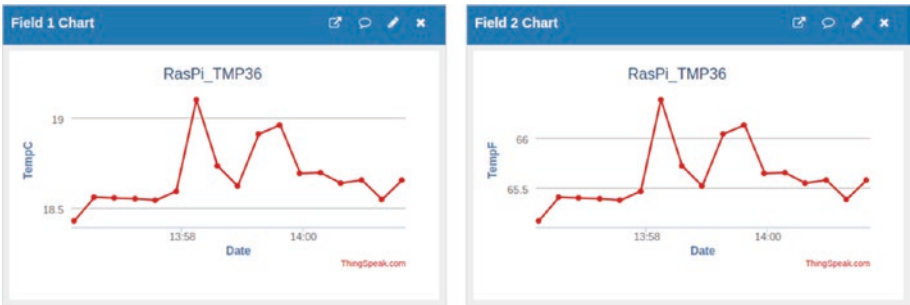 Field 1 Chart
RasPi_TMP36
TempC
19
18.5
13:58
14:00
Date
ThingSpeak.com
Field 2 Chart
RasPi_TMP36
TempF
66
65.5
13:58
14:00
Date
ThingSpeak.com